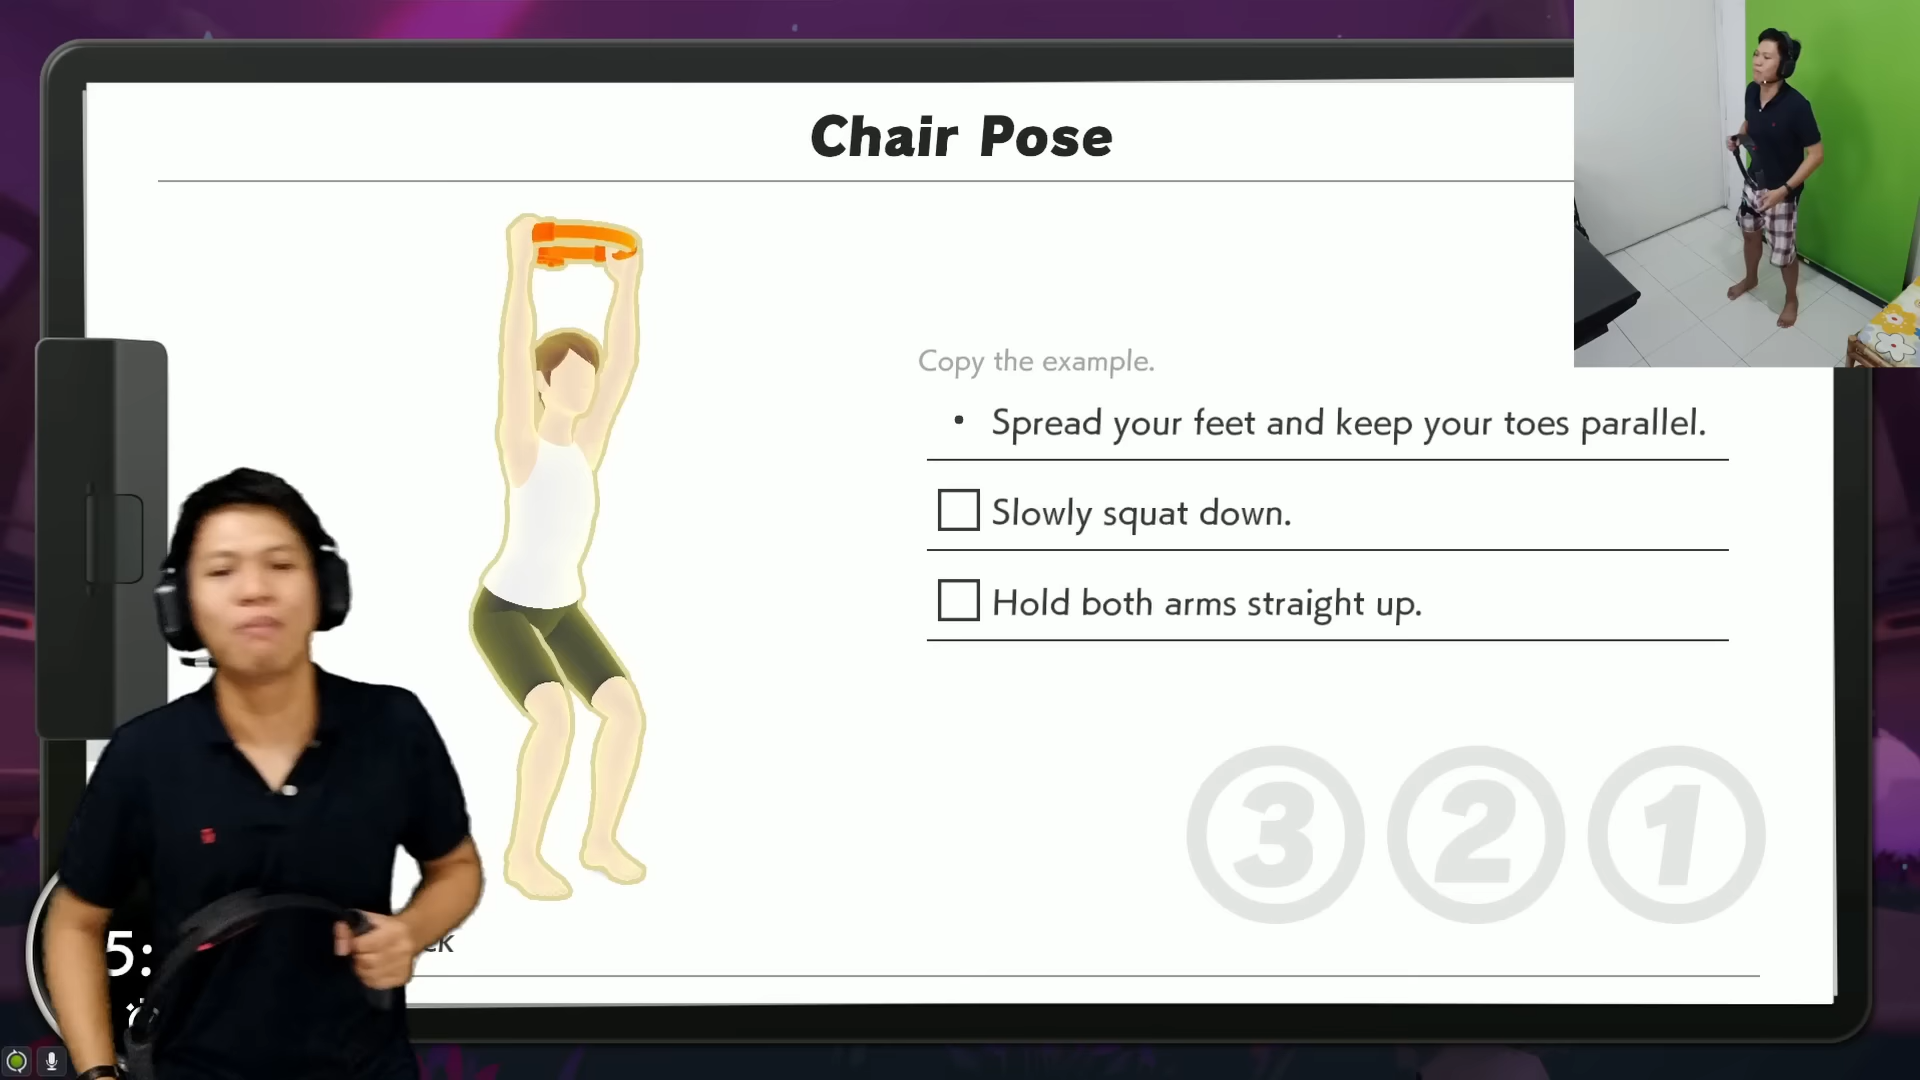 Chair Pose
Copy the example.
• Spread your feet and keep your toes parallel.
Slowly squat down.
Hold both arms straight up.
3 2 1
5: